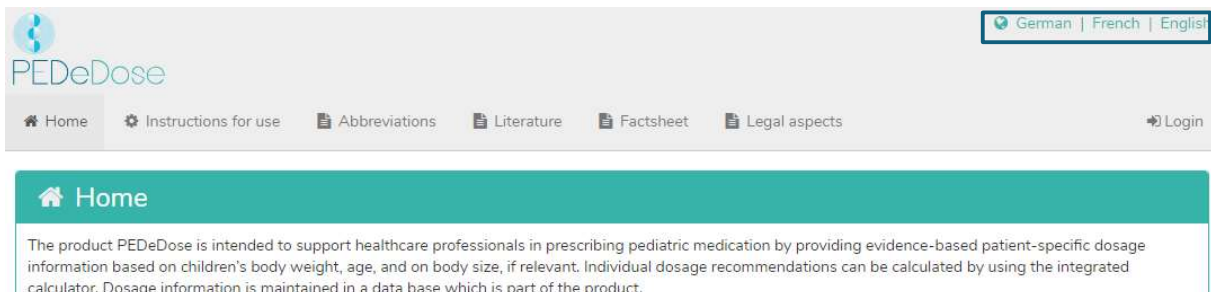 German | French | English
PEDeDose
Home Instructions for use Abbreviations Literature Factsheet Legal aspects Login
Home
The product PEDeDose is intended to support healthcare professionals in prescribing pediatric medication by providing evidence-based patient-specific dosage
information based on children's body weight, age, and on body size, if relevant. Individual dosage recommendations can be calculated by using the integrated
calculator. Dosage information is maintained in a data base which is part of the product.